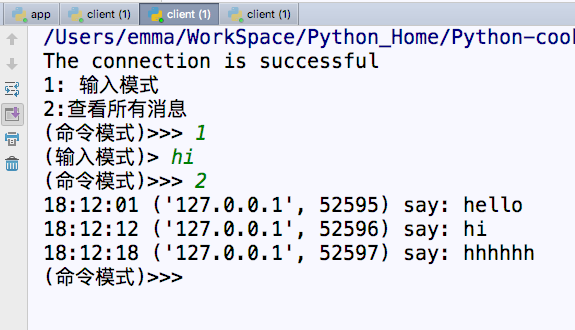 app client (1) client (1) client (1)
/Users/emma/WorkSpace/Python_Home/Python-coo
The connection is successful
1: 输入模式
2:查看所有消息
(命令模式)>>> 1
(输入模式)> hi
(命令模式)>>> 2
18:12:01 ('127.0.0.1', 52595) say: hello
18:12:12 ('127.0.0.1', 52596) say: hi
18:12:18 ('127.0.0.1', 52597) say: hhhhhh
(命令模式)>>>